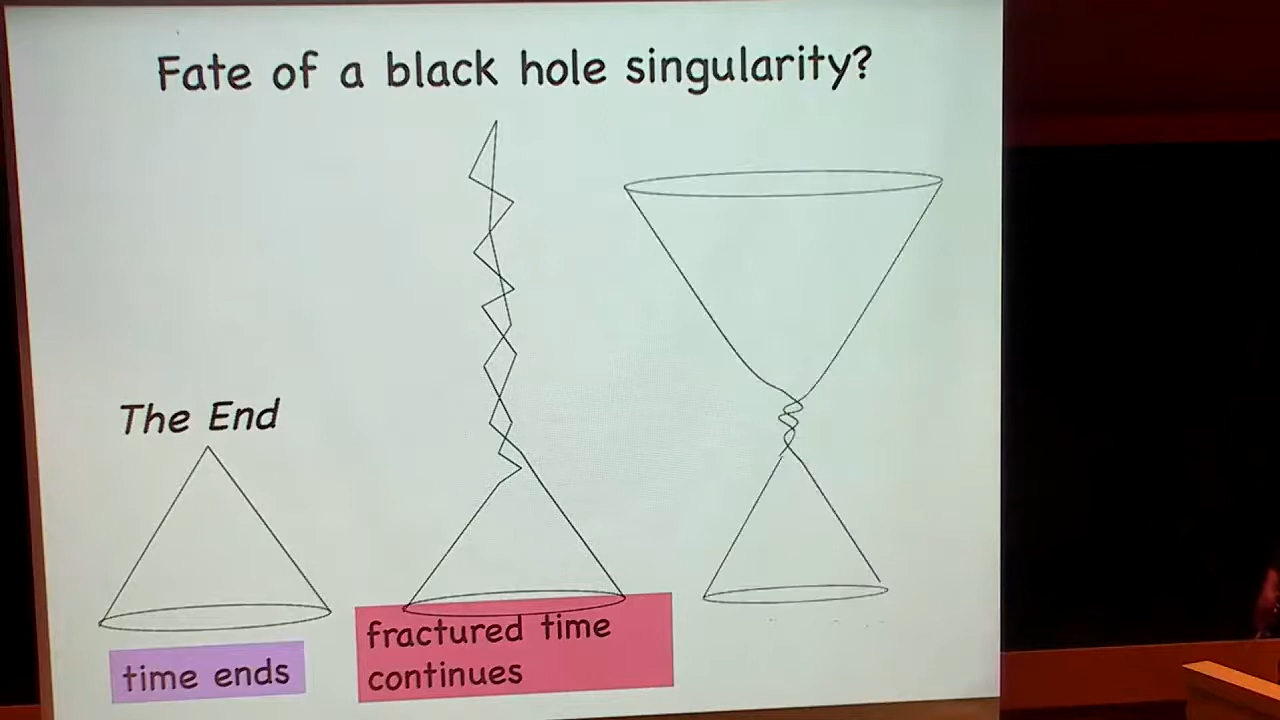 Fate of a black hole singularity?
The End
time ends
fractured time
continues